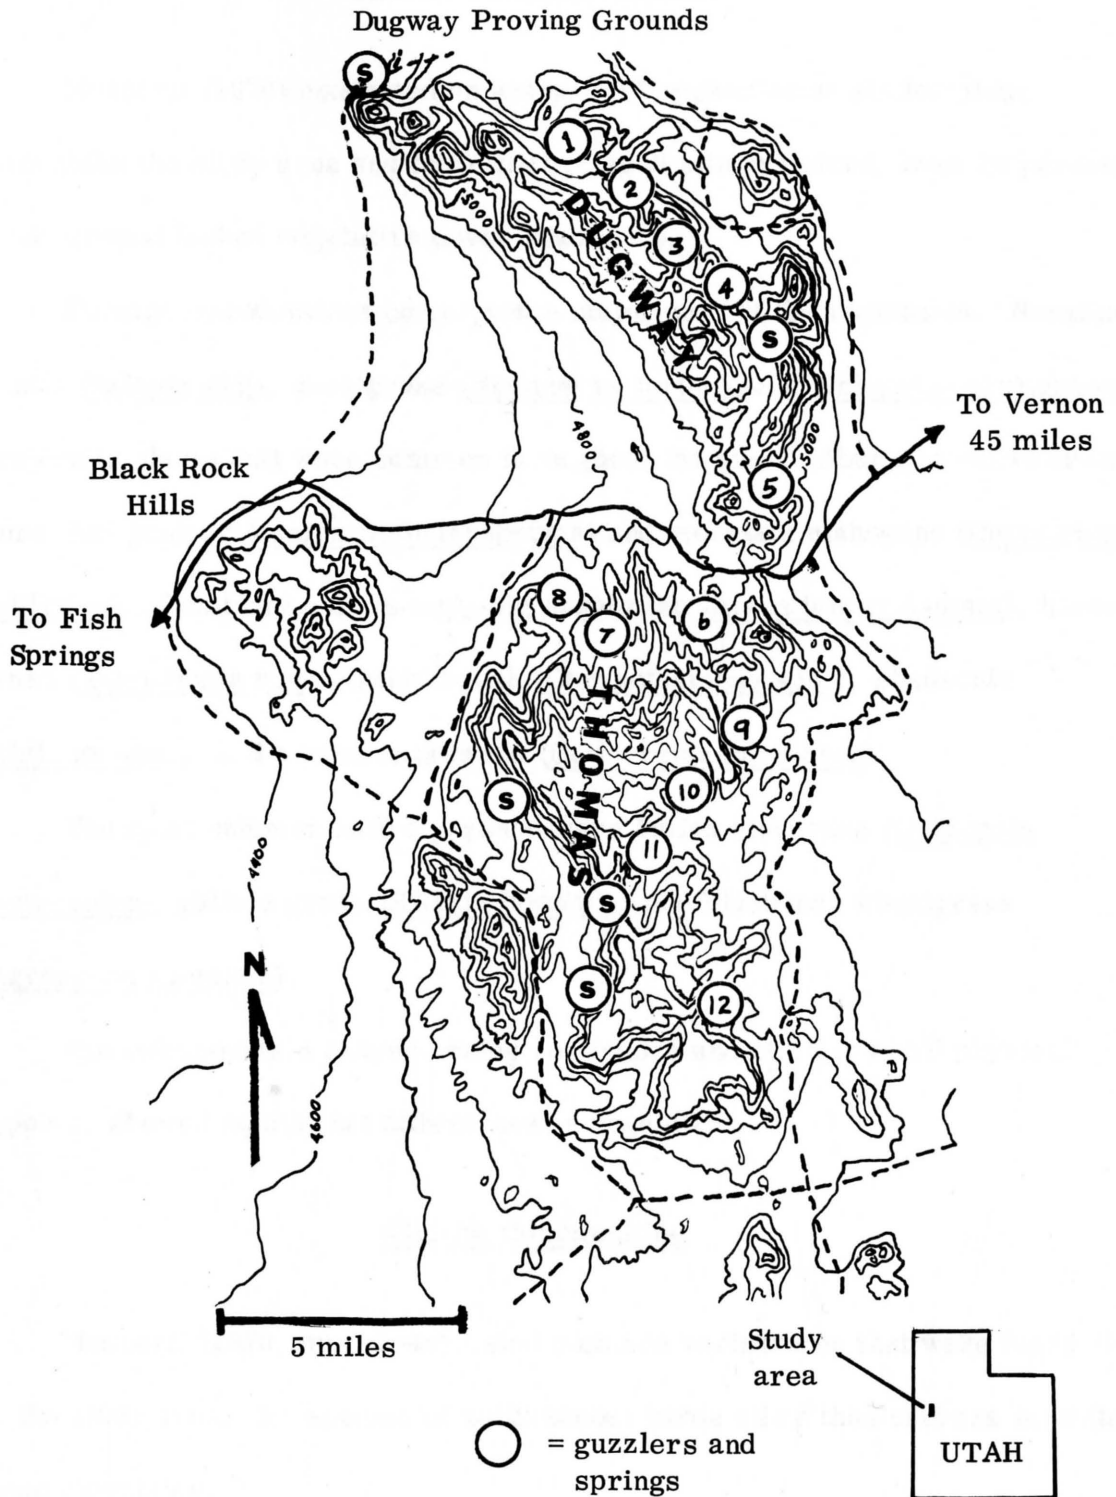 Dugway Proving Grounds
S
1
2
5000
DUGWAY
3
4
S
To Vernon
45 miles
4800
5000
Black Rock
Hills
5
8
6
To Fish
Springs
7
THOMAS
9
S
10
11
4400
S
N
S
12
4600
5 miles
Study
area
= guzzlers and
springs
UTAH